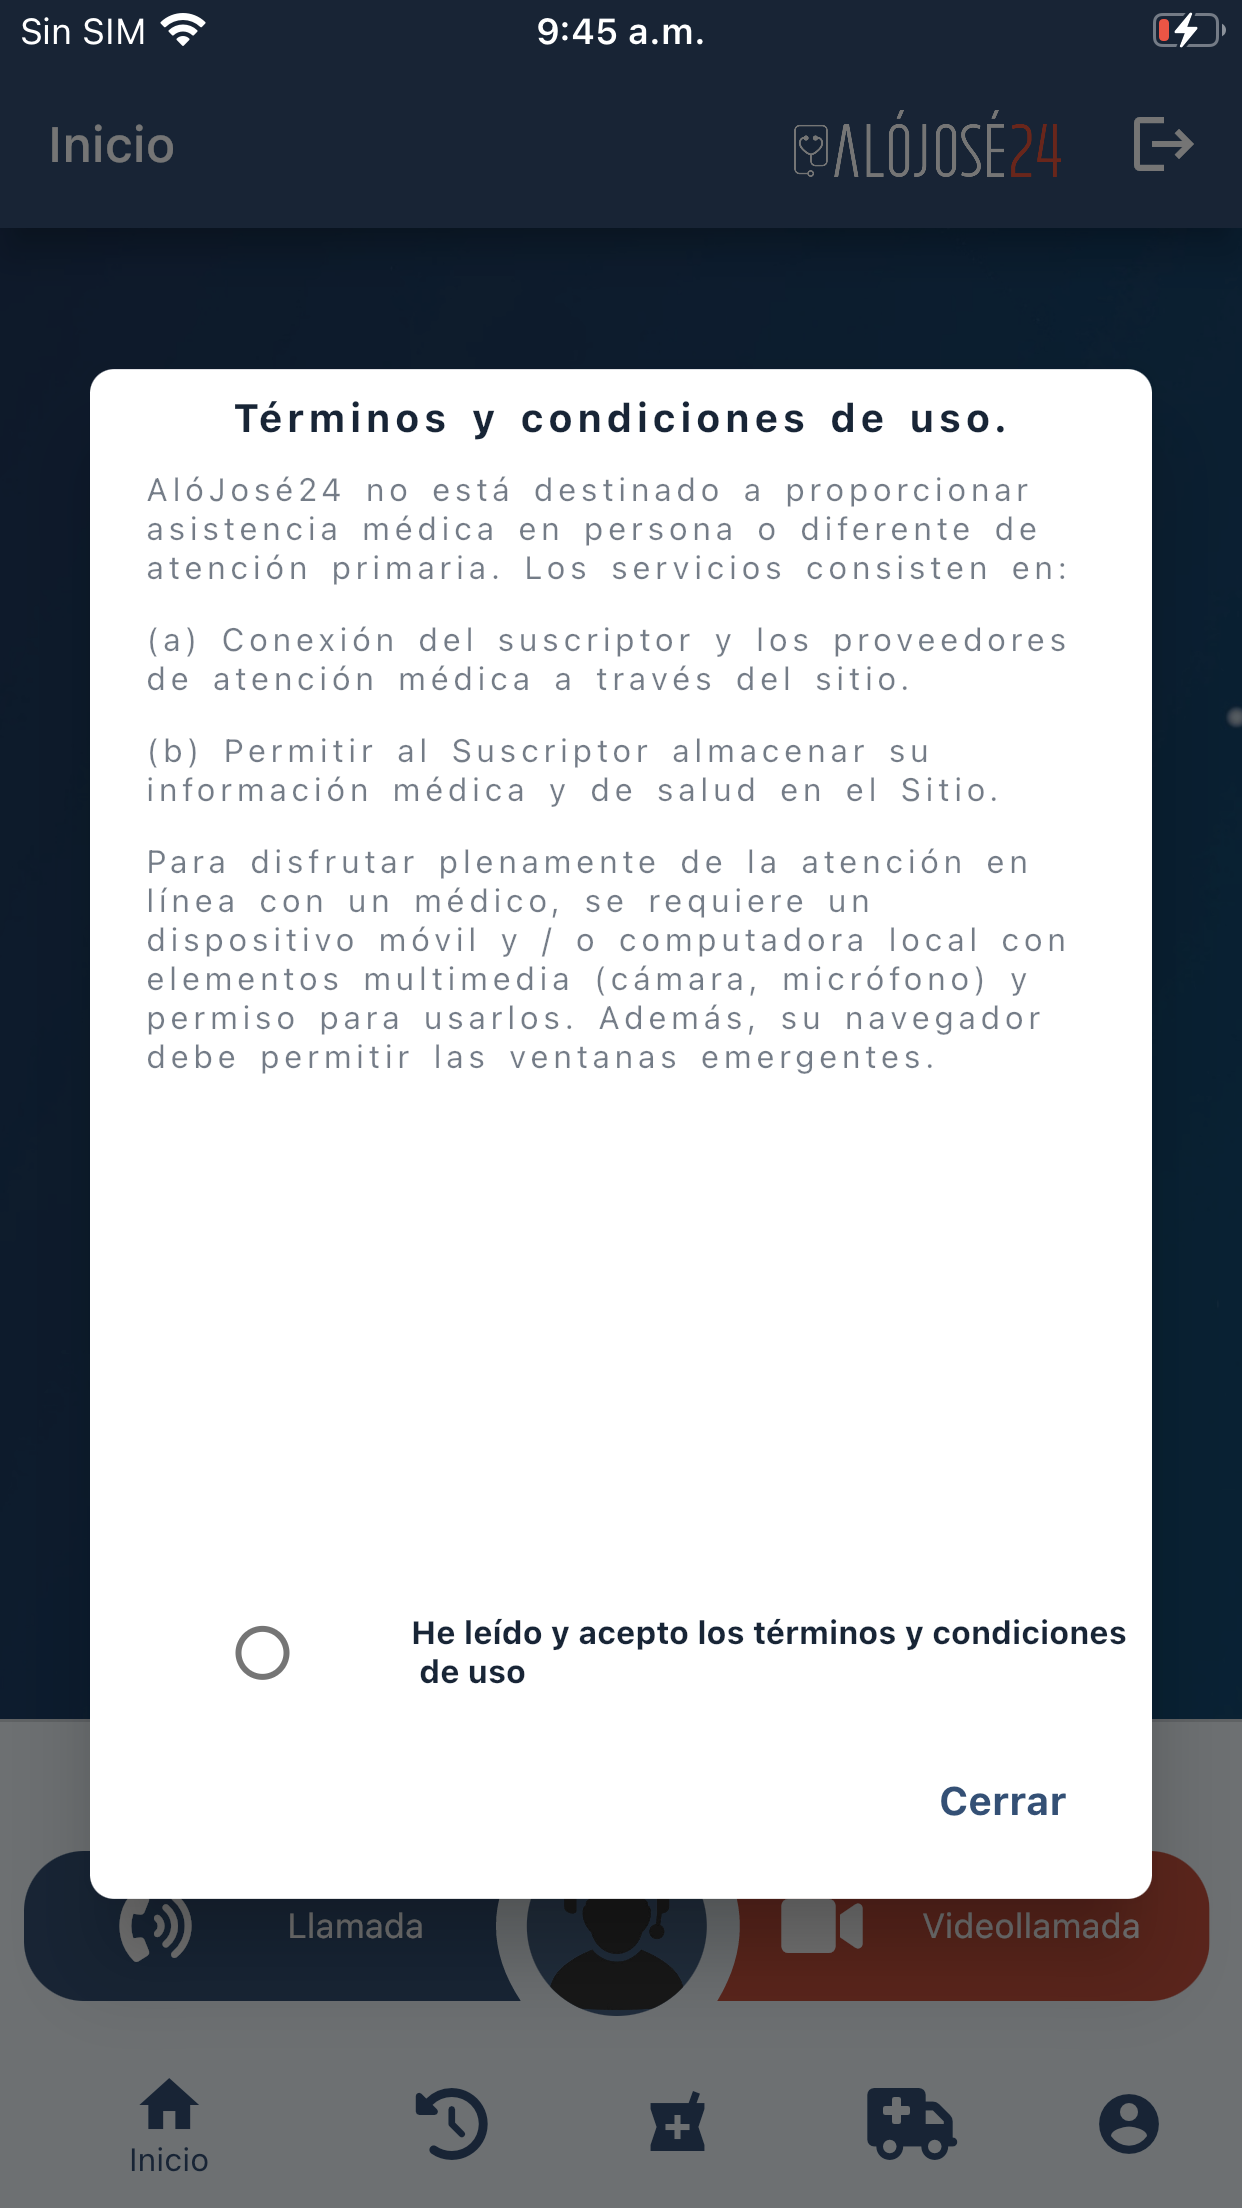 Sin SIM
9:45 a.m.
Inicio
ALÓJOSÉ24
Términos y condiciones de uso.
AlóJosé24 no está destinado a proporcionar
asistencia médica en persona o diferente de
atención primaria. Los servicios consisten en:
(a) Conexión del suscriptor y los proveedores
de atención médica a través del sitio.
(b) Permitir al Suscriptor almacenar su
información médica y de salud en el Sitio.
Para disfrutar plenamente de la atención en
línea con un médico, se requiere un
dispositivo móvil y / o computadora local con
elementos multimedia (cámara, micrófono) y
permiso para usarlos. Además, su navegador
debe permitir las ventanas emergentes.
He leído y acepto los términos y condiciones
de uso
Cerrar
Llamada
Videollamada
Inicio